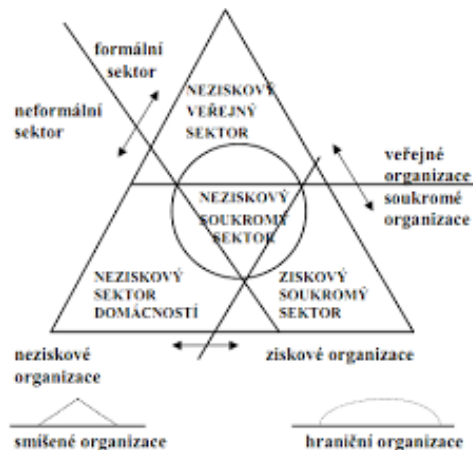 formální
sektor
neformální
sektor
NEZISKOVÝ
VEŘEJNÝ
SEKTOR
veřejné
organizace
soukromé
organizace
NEZISKOVÝ
SOUKROMÝ
SEKTOR
NEZISKOVÝ
SEKTOR
DOMÁCNOSTÍ
ZISKOVÝ
SOUKROMÝ
SEKTOR
neziskové
organizace
ziskové organizace
smíšené organizace
hraniční organizace